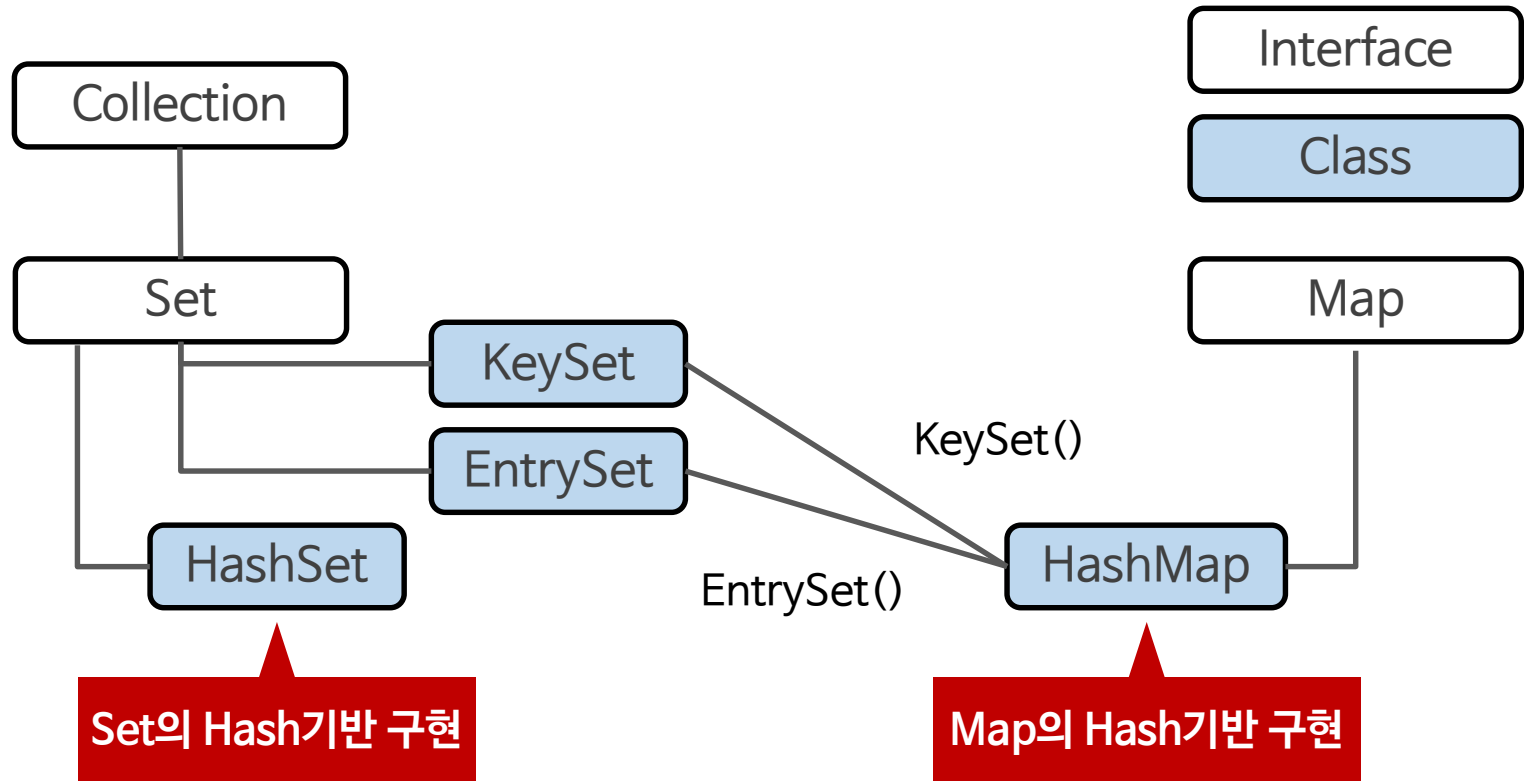 Interface
Collection
Class
Set
Map
KeySet
KeySet()
EntrySet
HashSet
HashMap
EntrySet()
Set의 Hash기반 구현
Map의 Hash기반 구현